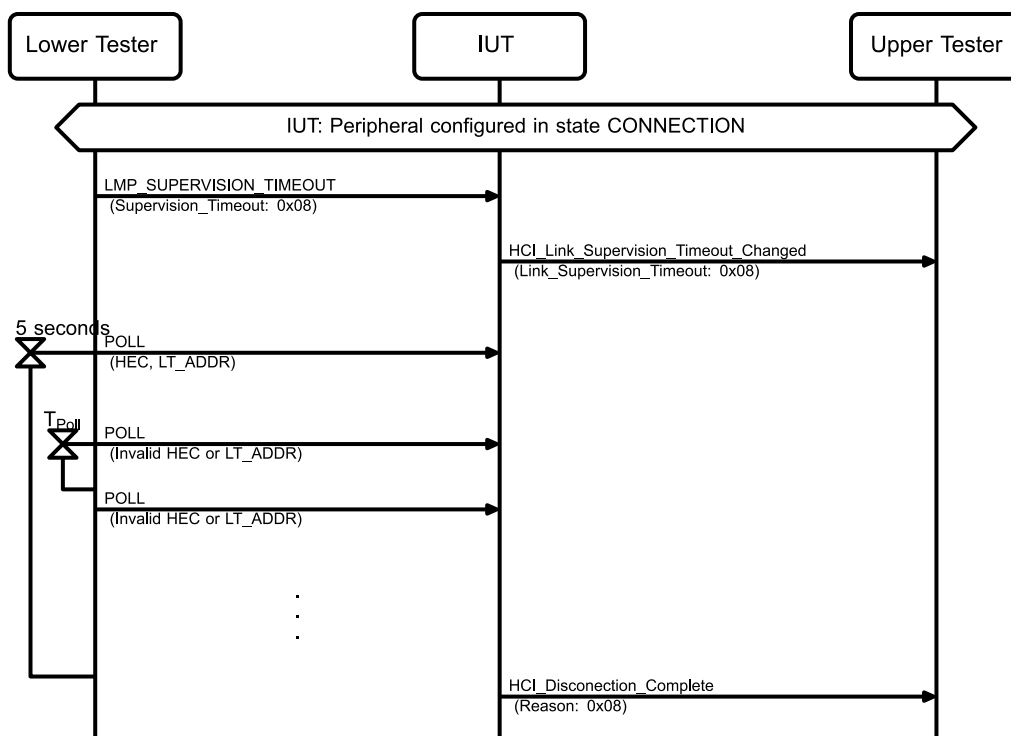 Lower Tester
IUT
Upper Tester
IUT: Peripheral configured in state CONNECTION
LMP_SUPERVISION_TIMEOUT
(Supervision_Timeout: 0x08)
HCI_Link_Supervision_Timeout_Changed
(Link_Supervision_Timeout: 0x08)
5 seconds
POLL
(HEC, LT_ADDR)
TPoll
POLL
(Invalid HEC or LT_ADDR)
POLL
(Invalid HEC or LT_ADDR)
.
.
.
HCI_Disconection_Complete
(Reason: 0x08)